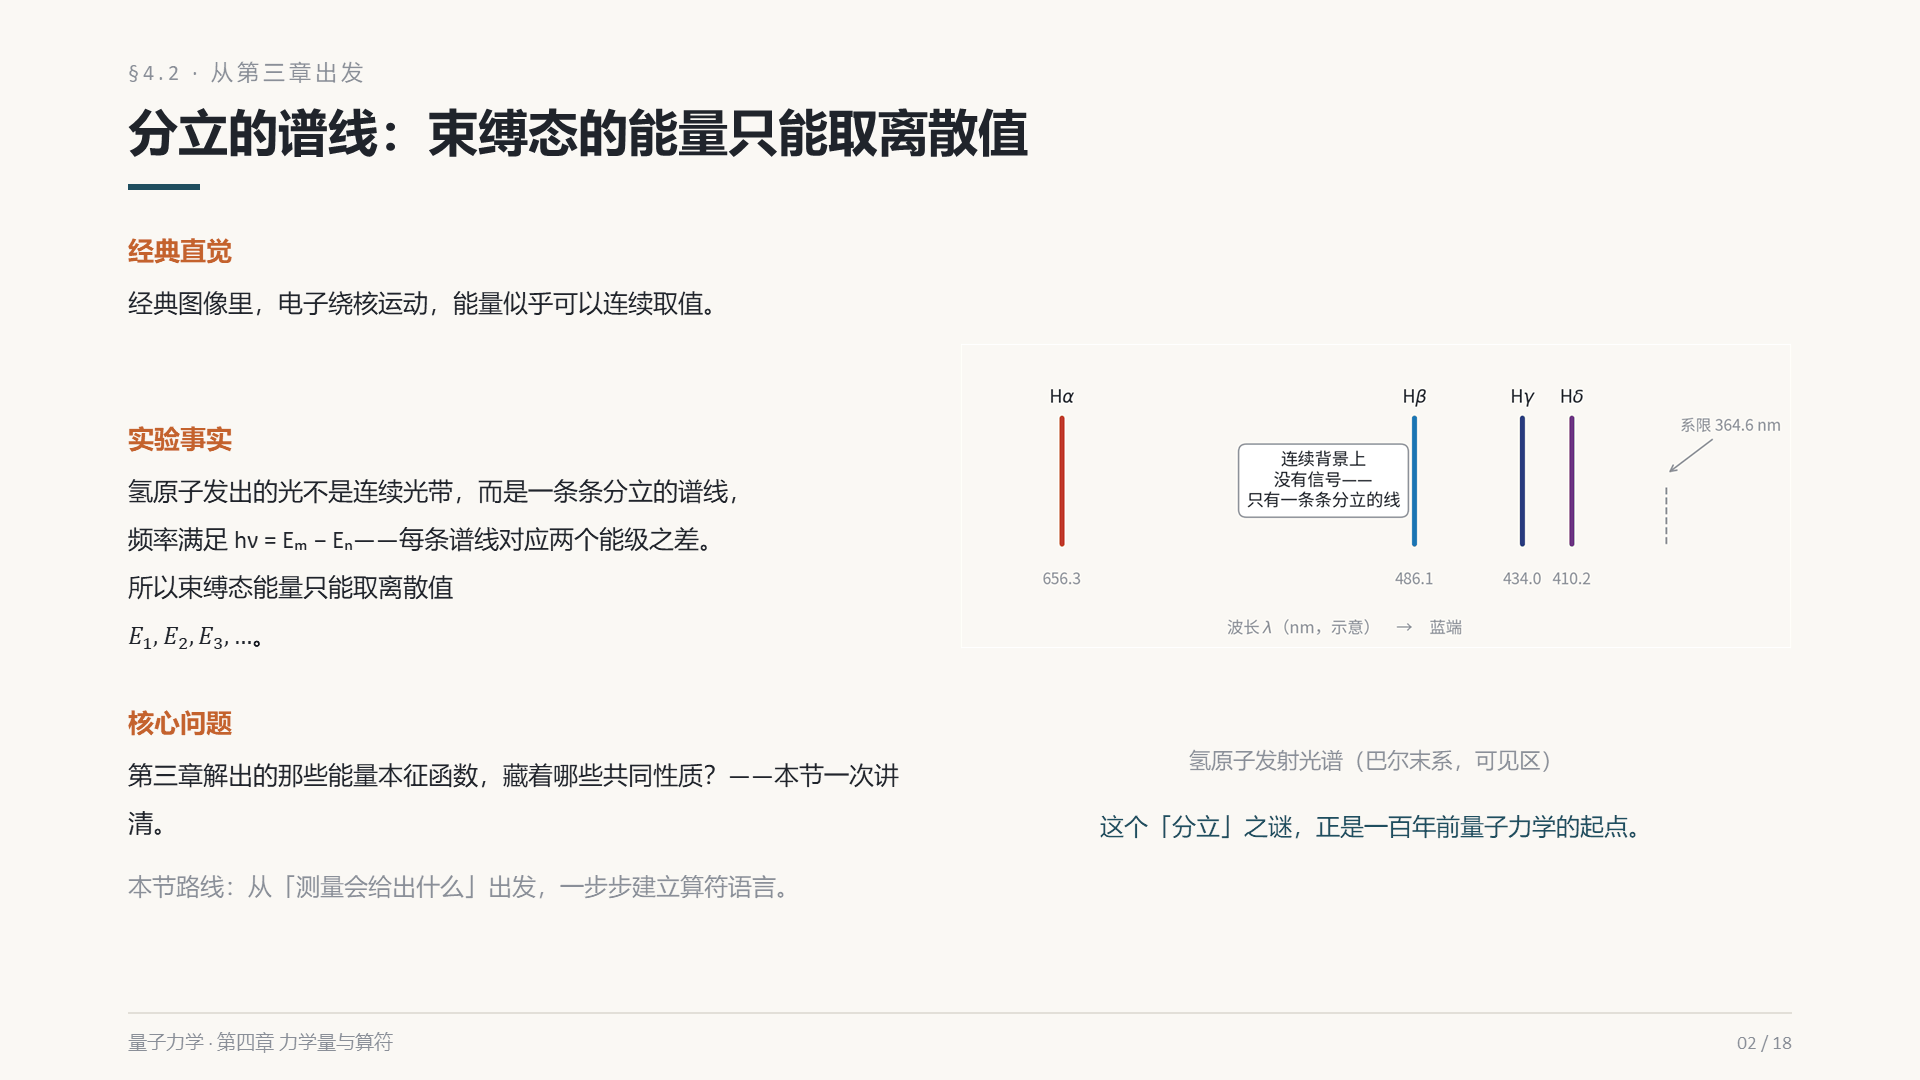 §4.2 · 从第三章出发
分立的谱线：束缚态的能量只能取离散值
经典直觉
经典图像里，电子绕核运动，能量似乎可以连续取值。
实验事实
氢原子发出的光不是连续光带，而是一条条分立的谱线，
频率满足 hν = Eₘ − Eₙ——每条谱线对应两个能级之差。
所以束缚态能量只能取离散值
E₁, E₂, E₃, …。
核心问题
第三章解出的那些能量本征函数，藏着哪些共同性质？——本节一次讲
清。
本节路线：从「测量会给出什么」出发，一步步建立算符语言。
Hα Hβ Hγ Hδ
系限 364.6 nm
连续背景上
没有信号——
只有一条条分立的线
656.3 486.1 434.0 410.2
波长 λ（nm，示意） → 蓝端
氢原子发射光谱（巴尔末系，可见区）
这个「分立」之谜，正是一百年前量子力学的起点。
量子力学 · 第四章 力学量与算符
02 / 18